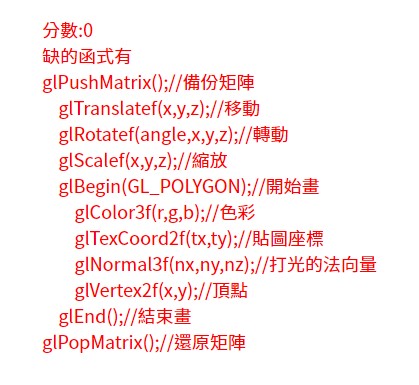 分數:0
缺的函式有
glPushMatrix();//備份矩陣
glTranslatef(x,y,z);//移動
glRotatef(angle,x,y,z);//轉動
glScalef(x,y,z);//縮放
glBegin(GL_POLYGON);//開始畫
glColor3f(r,g,b);//色彩
glTexCoord2f(tx,ty);//貼圖座標
glNormal3f(nx,ny,nz);//打光的法向量
glVertex2f(x,y);//頂點
glEnd();//結束畫
glPopMatrix();//還原矩陣